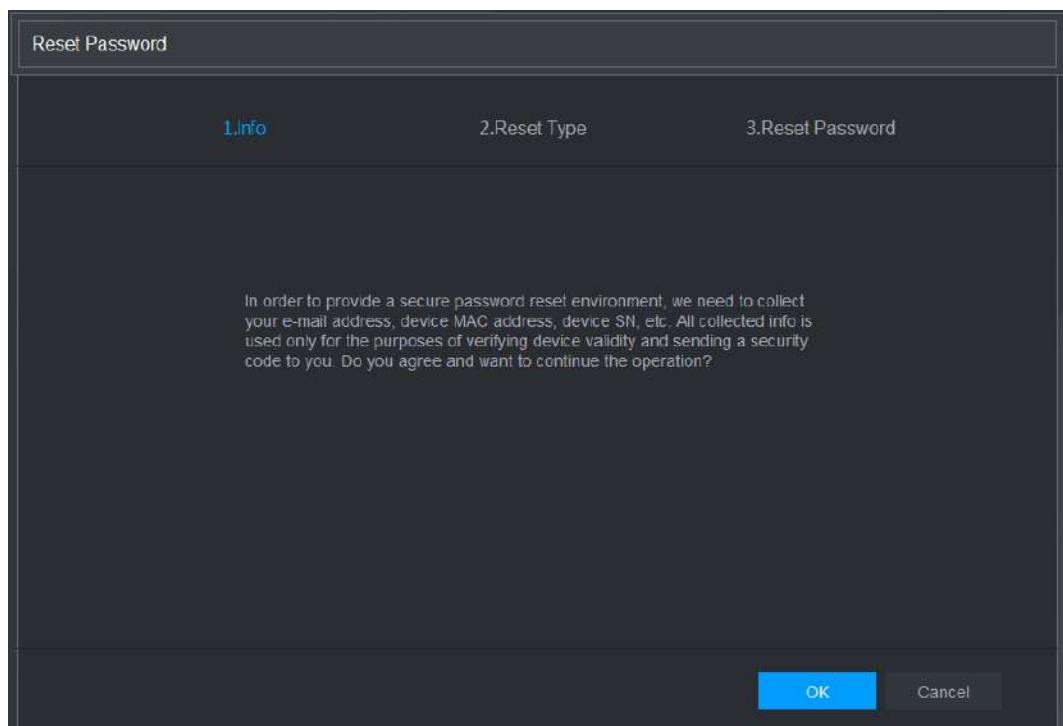 Reset Password
1.Info
2.Reset Type
3.Reset Password
In order to provide a secure password reset environment, we need to collect
your e-mail address, device MAC address, device SN, etc. All collected info is
used only for the purposes of verifying device validity and sending a security
code to you. Do you agree and want to continue the operation?
OK
Cancel